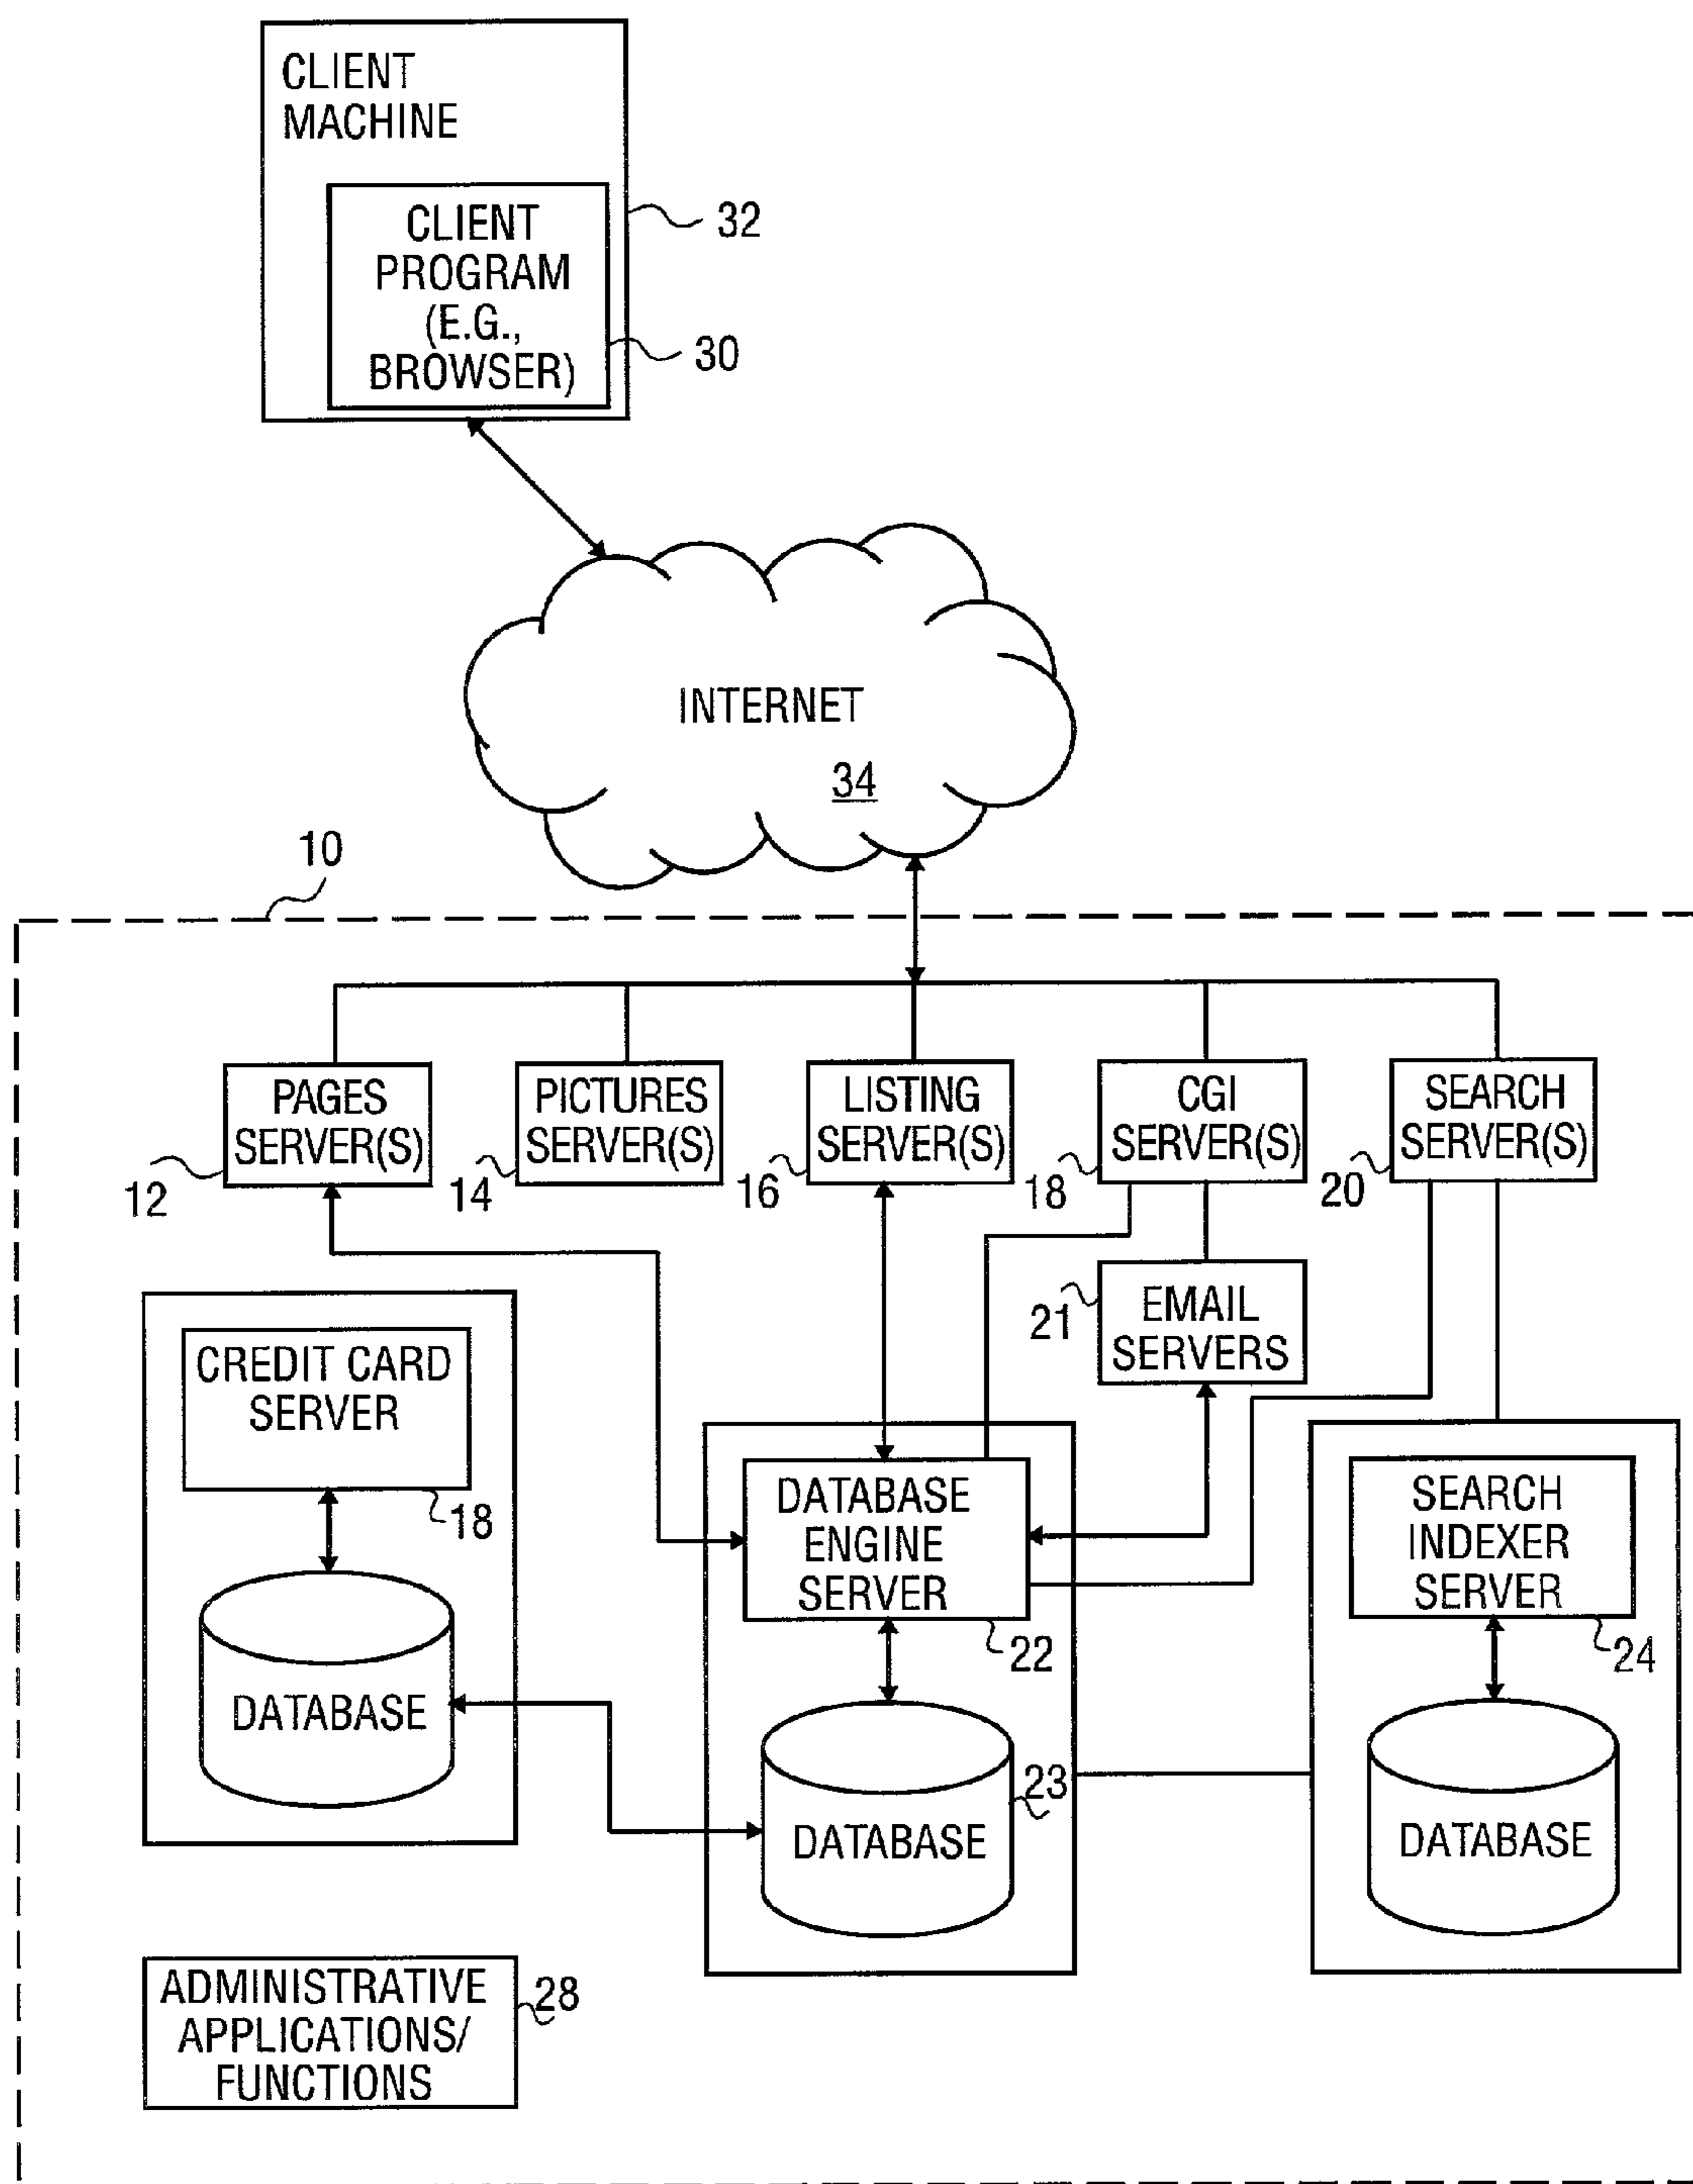 CLIENT
MACHINE
CLIENT
PROGRAM
(E.G.,
BROWSER)
32
30
INTERNET
34
10
PAGES
SERVER(S)
12
PICTURES
SERVER(S)
14
LISTING
SERVER(S)
16
CGI
SERVER(S)
18
SEARCH
SERVER(S)
20
EMAIL
SERVERS
21
CREDIT CARD
SERVER
18
DATABASE
DATABASE
ENGINE
SERVER
22
DATABASE
23
SEARCH
INDEXER
SERVER
24
DATABASE
ADMINISTRATIVE
APPLICATIONS/
FUNCTIONS
28